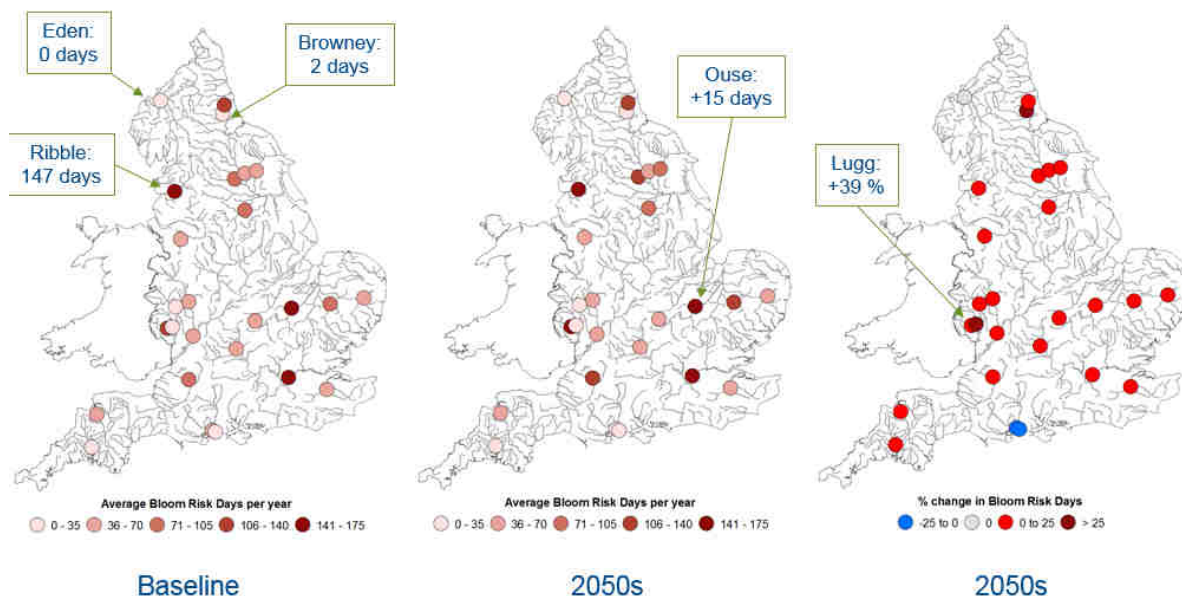 Eden:
0 days
Browney:
2 days
Ribble:
147 days
Ouse:
+15 days
Lugg:
+39 %
Average Bloom Risk Days per year
0 - 35 36 - 70 71 - 105 106 - 140 141 - 175
Average Bloom Risk Days per year
0 - 35 36 - 70 71 - 105 106 - 140 141 - 175
% change in Bloom Risk Days
-25 to 0 0 0 to 25 > 25
Baseline
2050s
2050s